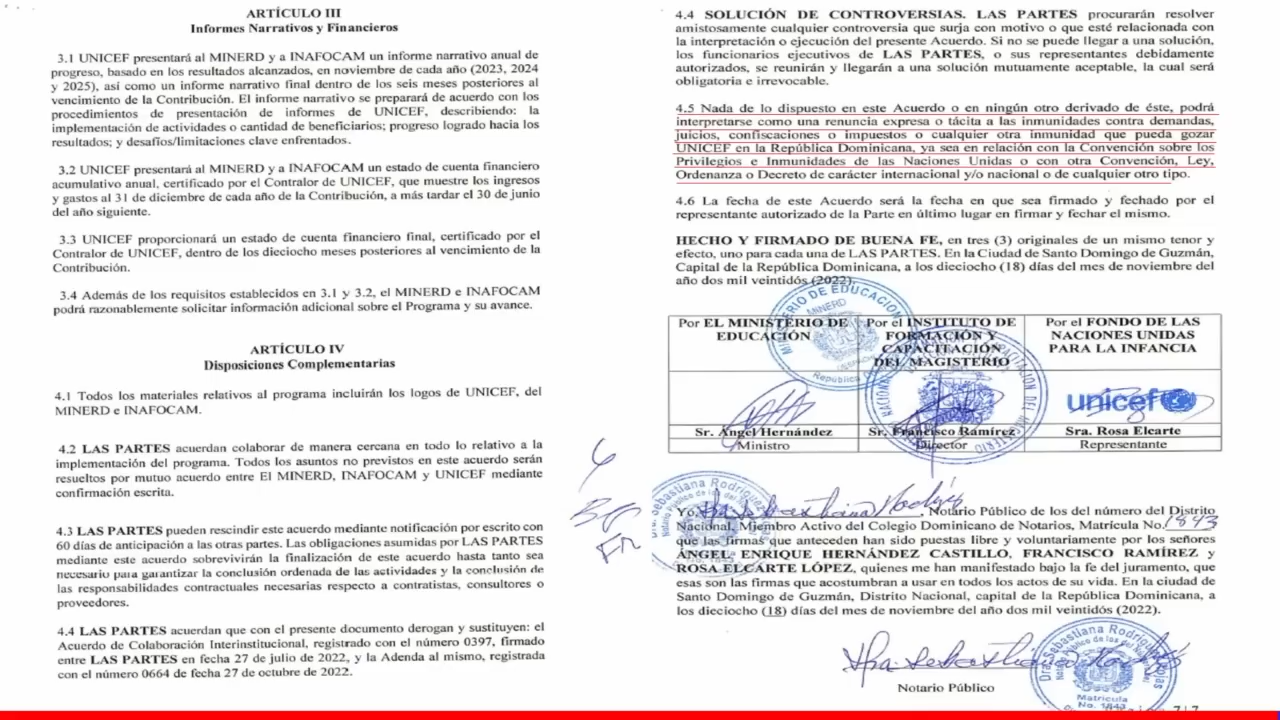 ARTÍCULO III
Informes Narrativos y Financieros
3.1 UNICEF presentará al MINERD y a INAFOCAM un informe narrativo anual de
progreso, basado en los resultados alcanzados, en noviembre de cada año (2023, 2024
y 2025), así como un informe narrativo final dentro de los seis meses posteriores al
vencimiento de la Contribución. El informe narrativo se preparará de acuerdo con los
procedimientos de presentación de informes de UNICEF, describiendo: la
implementación de actividades o cantidad de beneficiarios; progreso logrado hacia los
resultados; y desafíos/limitaciones clave enfrentados.
3.2 UNICEF presentará al MINERD y a INAFOCAM un estado de cuenta financiero
acumulativo anual, certificado por el Contralor de UNICEF, que muestre los ingresos
y gastos al 31 de diciembre de cada año de la Contribución, a más tardar el 30 de junio
del año siguiente.
3.3 UNICEF proporcionará un estado de cuenta financiero final, certificado por el
Contralor de UNICEF, dentro de los dieciocho meses posteriores al vencimiento de la
Contribución.
3.4 Además de los requisitos establecidos en 3.1 y 3.2, el MINERD e INAFOCAM
podrá razonablemente solicitar información adicional sobre el Programa y su avance.
ARTÍCULO IV
Disposiciones Complementarias
4.1 Todos los materiales relativos al programa incluirán los logos de UNICEF, del
MINERD e INAFOCAM.
4.2 LAS PARTES acuerdan colaborar de manera cercana en todo lo relativo a la
implementación del programa. Todos los asuntos no previstos en este acuerdo serán
resueltos por mutuo acuerdo entre El MINERD, INAFOCAM y UNICEF mediante
confirmación escrita.
4.3 LAS PARTES pueden rescindir este acuerdo mediante notificación por escrito con
60 días de anticipación a las otras partes. Las obligaciones asumidas por LAS PARTES
mediante este acuerdo sobrevivirán la finalización de este acuerdo hasta tanto sea
necesario para garantizar la conclusión ordenada de las actividades y la conclusión de
las responsabilidades contractuales necesarias respecto a contratistas, consultores o
proveedores.
4.4 LAS PARTES acuerdan que con el presente documento derogan y sustituyen: el
Acuerdo de Colaboración Interinstitucional, registrado con el número 0397, firmado
entre LAS PARTES en fecha 27 de julio de 2022, y la Adenda al mismo, registrada
con el número 0664 de fecha 27 de octubre de 2022.
4.4 SOLUCIÓN DE CONTROVERSIAS. LAS PARTES procurarán resolver
amistosamente cualquier controversia que surja con motivo o que esté relacionada con
la interpretación o ejecución del presente Acuerdo. Si no se puede llegar a una solución,
los funcionarios ejecutivos de LAS PARTES, o sus representantes debidamente
autorizados, se reunirán y llegarán a una solución mutuamente aceptable, la cual será
obligatoria e irrevocable.
4.5 Nada de lo dispuesto en este Acuerdo o en ningún otro derivado de éste, podrá
interpretarse como una renuncia expresa o tácita a las inmunidades contra demandas,
juicios, confiscaciones o impuestos o cualquier otra inmunidad que pueda gozar
UNICEF en la República Dominicana, ya sea en relación con la Convención sobre los
Privilegios e Inmunidades de las Naciones Unidas o con otra Convención, Ley,
Ordenanza o Decreto de carácter internacional y/o nacional o de cualquier otro tipo.
4.6 La fecha de este Acuerdo será la fecha en que sea firmado y fechado por el
representante autorizado de la Parte en último lugar en firmar y fechar el mismo.
HECHO Y FIRMADO DE BUENA FE, en tres (3) originales de un mismo tenor y
efecto, uno para cada una de LAS PARTES. En la Ciudad de Santo Domingo de Guzmán,
Capital de la República Dominicana, a los dieciocho (18) días del mes de noviembre del
año dos mil veintidós (2022).
MINISTERIO DE EDUCACIÓN
MINERD
República
Por EL MINISTERIO DE
EDUCACIÓN
Por el INSTITUTO DE
FORMACIÓN Y
CAPACITACIÓN
DEL MAGISTERIO
Por el FONDO DE LAS
NACIONES UNIDAS
PARA LA INFANCIA
unicef
Sr. Ángel Hernández
Ministro
Sr. Francisco Ramírez
Director
Sra. Rosa Elcarte
Representante
FR
Yo, Dra Sebastiana Rodríguez, Notario Público de los del número del Distrito
Nacional, Miembro Activo del Colegio Dominicano de Notarios, Matrícula No. 1843
que las firmas que anteceden han sido puestas libre y voluntariamente por los señores
ÁNGEL ENRIQUE HERNÁNDEZ CASTILLO, FRANCISCO RAMÍREZ y
ROSA ELCARTE LÓPEZ, quienes me han manifestado bajo la fe del juramento, que
esas son las firmas que acostumbran a usar en todos los actos de su vida. En la ciudad de
Santo Domingo de Guzmán, Distrito Nacional, capital de la República Dominicana, a
los dieciocho (18) días del mes de noviembre del año dos mil veintidós (2022).
Notario Público
Dra. Sebastiana Rodríguez
Matrícula
No. 1843